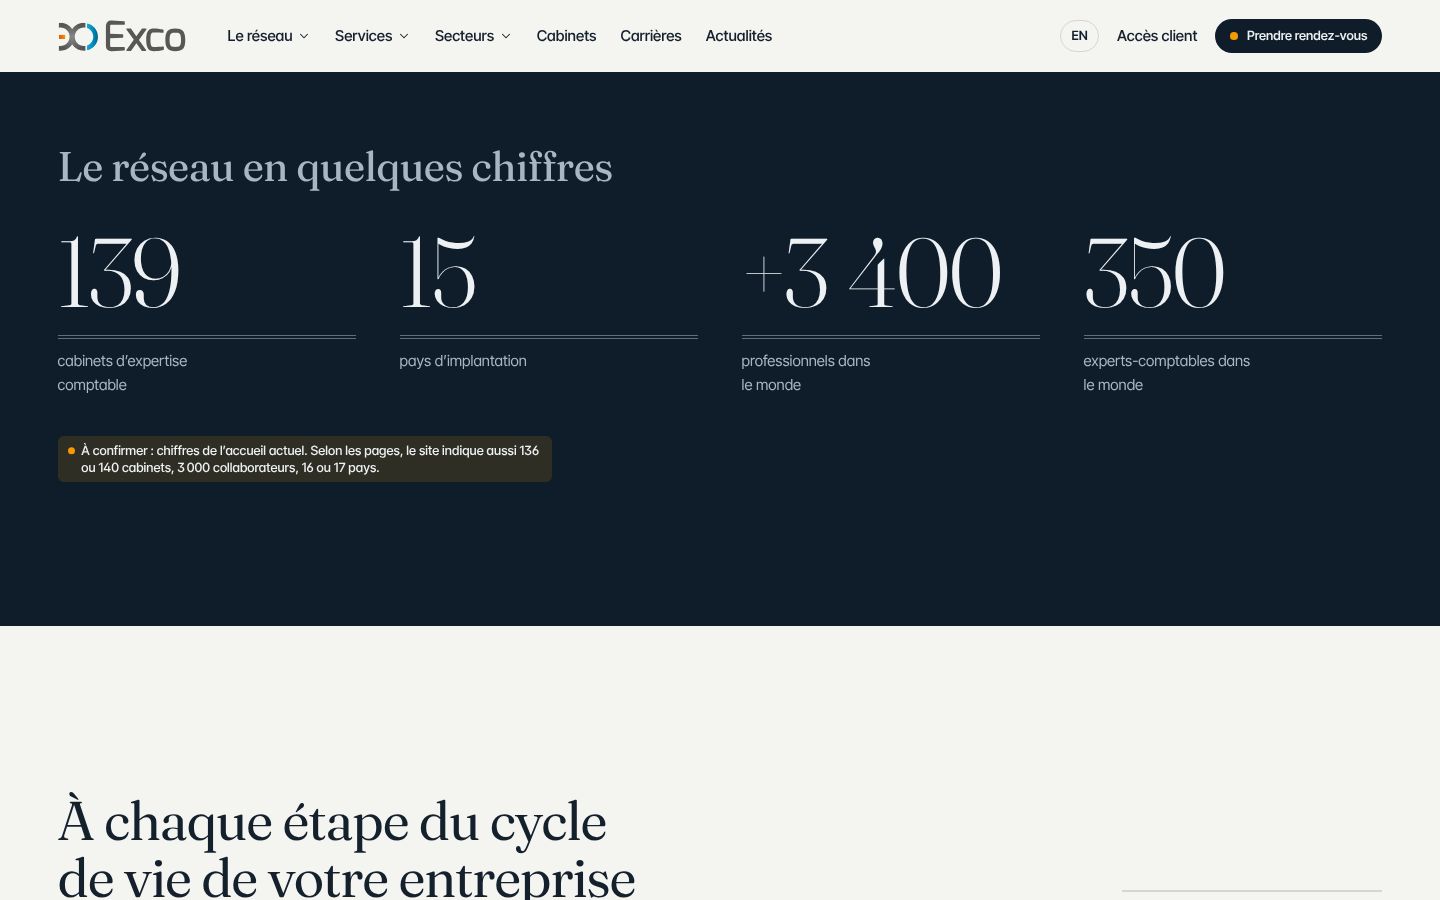 Exco
Le réseau
Services
Secteurs
Cabinets
Carrières
Actualités
EN
Accès client
Prendre rendez-vous
Le réseau en quelques chiffres
139
cabinets d’expertise
comptable
15
pays d’implantation
+3 400
professionnels dans
le monde
350
experts-comptables dans
le monde
À confirmer : chiffres de l’accueil actuel. Selon les pages, le site indique aussi 136
ou 140 cabinets, 3 000 collaborateurs, 16 ou 17 pays.
À chaque étape du cycle
de vie de votre entreprise